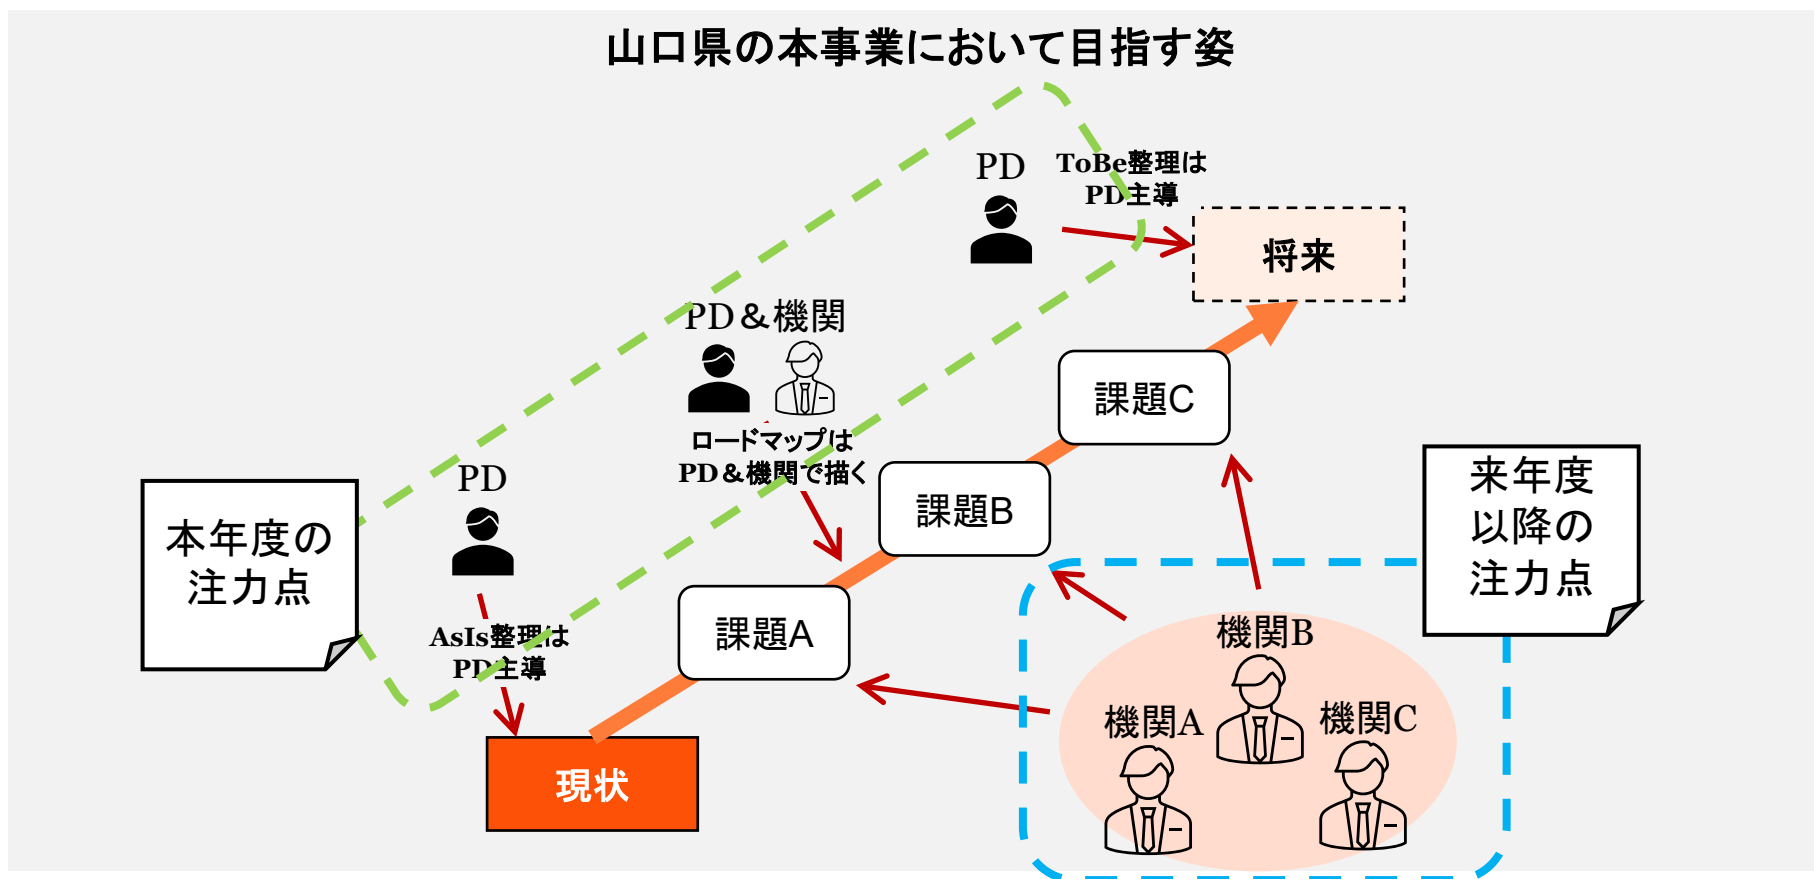 山口県の本事業において目指す姿
PD
ToBe整理は
PD主導
将来
PD＆機関
ロードマップは
PD＆機関で描く
課題C
PD
本年度の
注力点
課題B
来年度
以降の
注力点
AsIs整理は
PD主導
課題A
機関B
機関A
機関C
現状